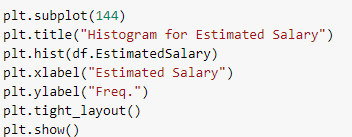 plt.subplot(144)
plt.title("Histogram for Estimated Salary")
plt.hist(df.EstimatedSalary)
plt.xlabel("Estimated Salary")
plt.ylabel("Freq.")
plt.tight_layout()
plt.show()